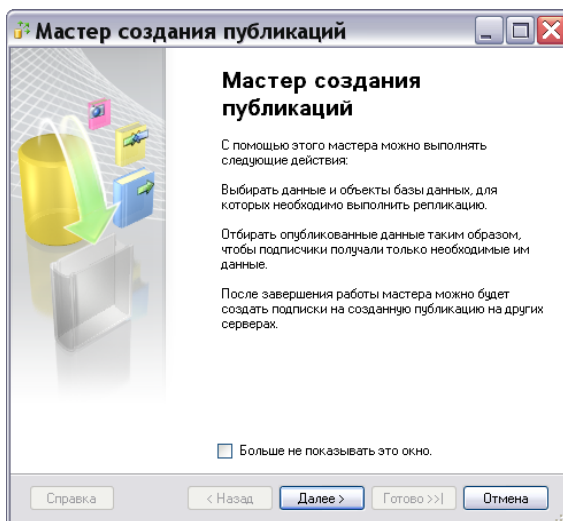 Мастер создания публикаций
Мастер создания
публикаций
С помощью этого мастера можно выполнять
следующие действия:
Выбирать данные и объекты базы данных, для
которых необходимо выполнить репликацию.
Отбирать опубликованные данные таким образом,
чтобы подписчики получали только необходимые им
данные.
После завершения работы мастера можно будет
создать подписки на созданную публикацию на других
серверах.
Больше не показывать это окно.
Справка
< Назад
Далее >
Готово >>|
Отмена